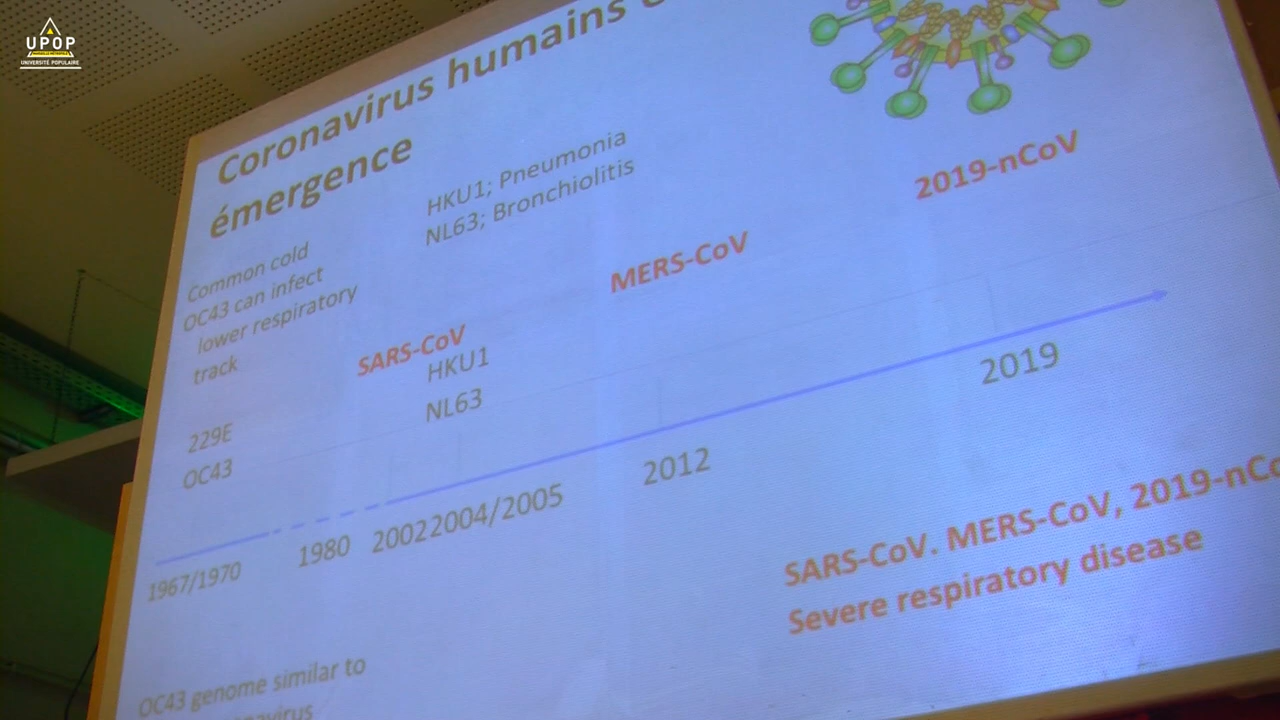 UPOP
UNIVERSITÉ POPULAIRE
Coronavirus humains
émergence
HKU1; Pneumonia
NL63; Bronchiolitis
2019-nCoV
Common cold
OC43 can infect
lower respiratory
track
MERS-CoV
SARS-CoV
HKU1
NL63
229E
OC43
2019
2012
2004/2005
2002
1980
1967/1970
SARS-CoV. MERS-CoV, 2019-nCo
Severe respiratory disease
OC43 genome similar to